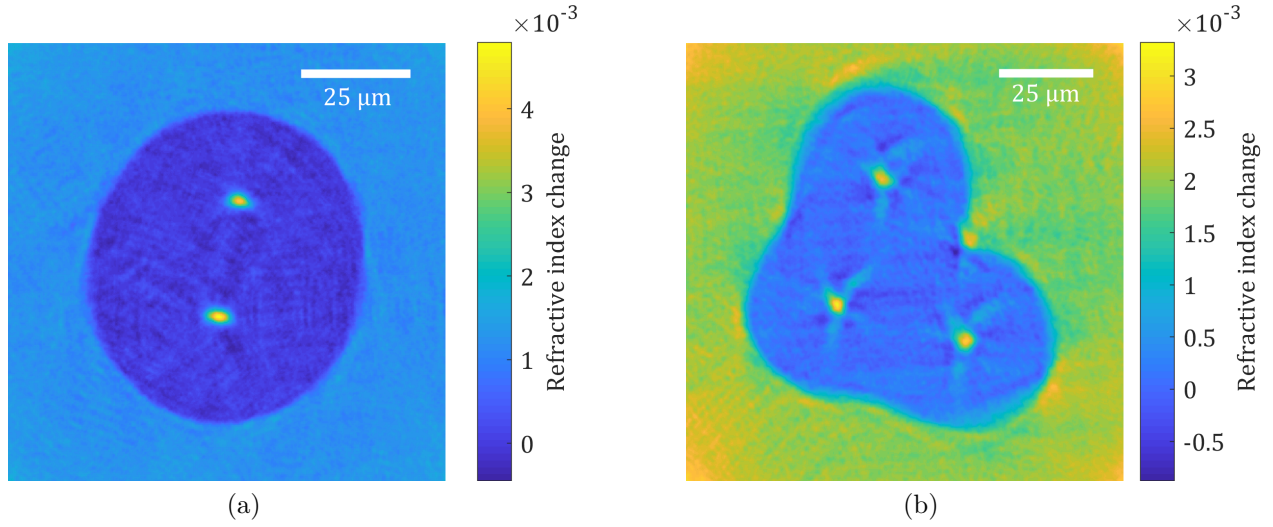 ×10⁻³
25 μm
4
3
2
1
0
Refractive index change
(a)
×10⁻³
25 μm
3
2.5
2
1.5
1
0.5
0
-0.5
Refractive index change
(b)